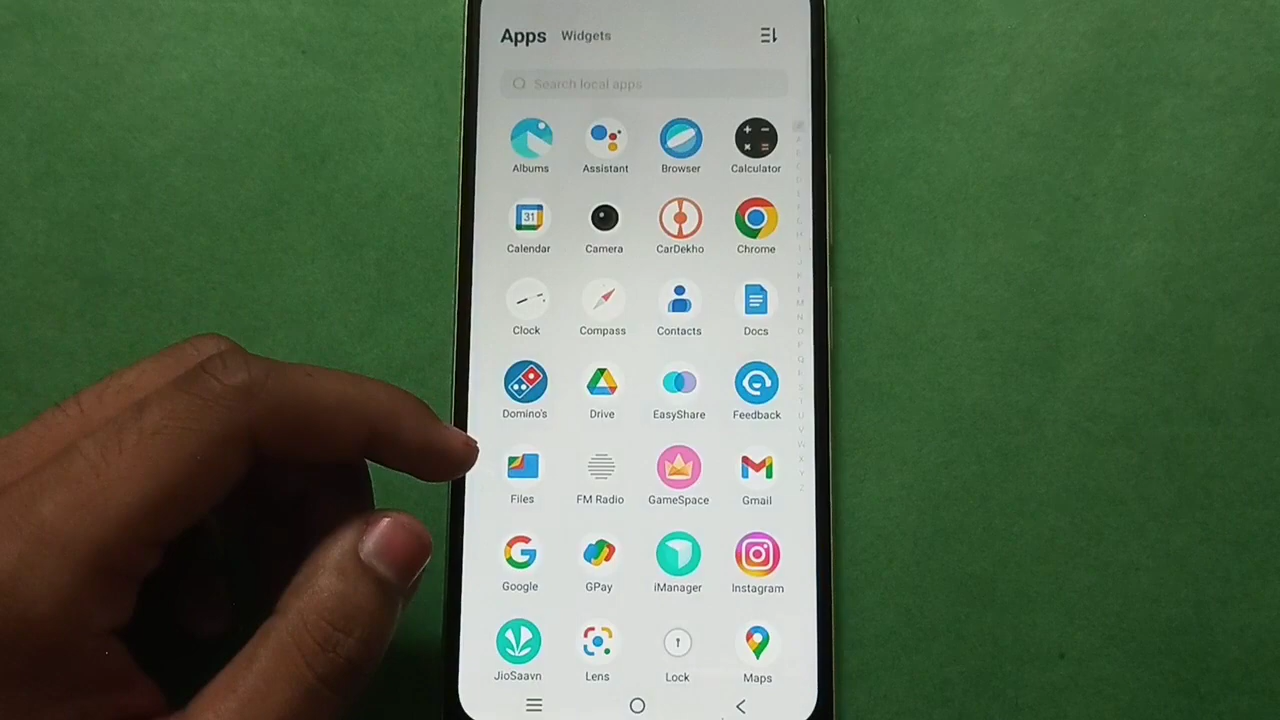 Apps Widgets
Search local apps
Albums Assistant Browser Calculator
31
Calendar Camera CarDekho Chrome
Clock Compass Contacts Docs
Domino's Drive EasyShare Feedback
Files FM Radio GameSpace Gmail
Google GPay iManager Instagram
JioSaavn Lens Lock Maps